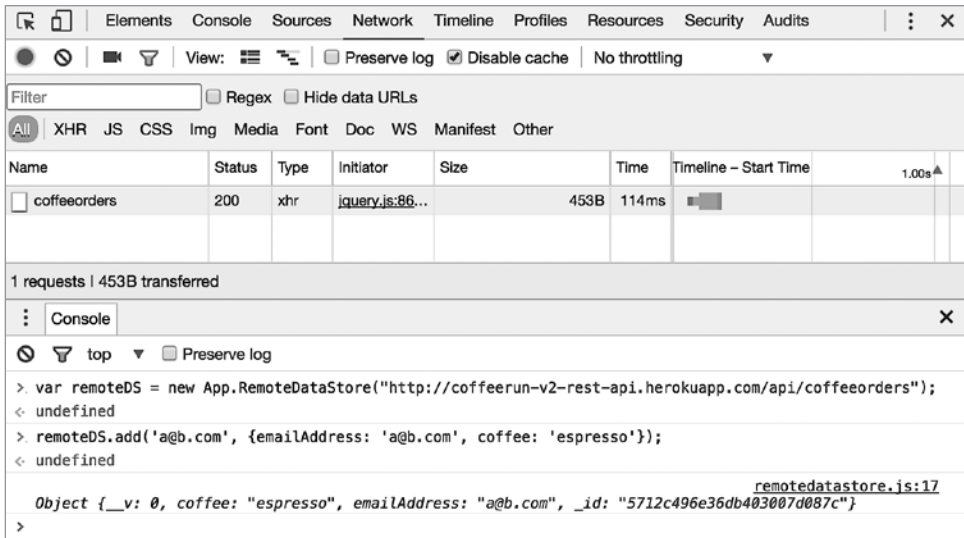 Elements Console Sources Network Timeline Profiles Resources Security Audits
View: Preserve log Disable cache No throttling
Filter Regex Hide data URLs
All XHR JS CSS Img Media Font Doc WS Manifest Other
Name Status Type Initiator Size Time Timeline – Start Time 1.00s
coffeeorders 200 xhr jquery.js:86... 453B 114ms
1 requests | 453B transferred
Console
top Preserve log
> var remoteDS = new App.RemoteDataStore("http://coffeerun-v2-rest-api.herokuapp.com/api/coffeeorders");
< undefined
> remoteDS.add('a@b.com', {emailAddress: 'a@b.com', coffee: 'espresso'});
< undefined
remotedatastore.js:17
Object {__v: 0, coffee: "espresso", emailAddress: "a@b.com", _id: "5712c496e36db403007d087c"}
>